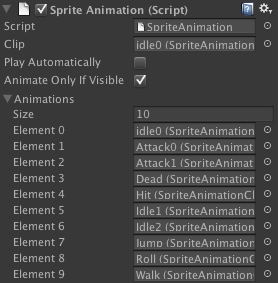 Sprite Animation (Script)
Script SpriteAnimation
Clip idle0 (SpriteAnimation
Play Automatically
Animate Only If Visible
Animations
Size 10
Element 0 idle0 (SpriteAnimation
Element 1 Attack0 (SpriteAnimat
Element 2 Attack1 (SpriteAnimat
Element 3 Dead (SpriteAnimation
Element 4 Hit (SpriteAnimationCl
Element 5 Idle1 (SpriteAnimation
Element 6 Idle2 (SpriteAnimation
Element 7 Jump (SpriteAnimation
Element 8 Roll (SpriteAnimationC
Element 9 Walk (SpriteAnimation